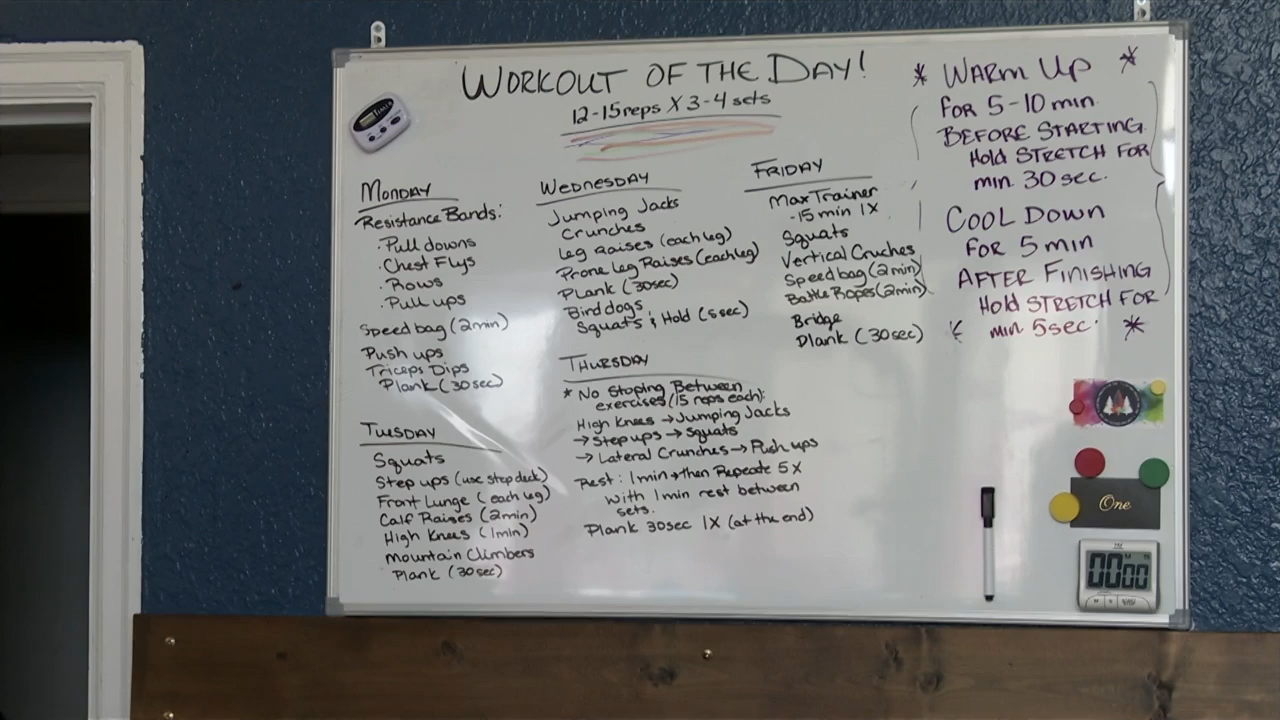 WORKOUT OF THE DAY!
12-15 reps X 3-4 sets
MONDAY
Resistance Bands:
· Pull downs
· Chest Flys
· Rows
· Pull ups
Speed bag (2min)
Push ups
Triceps Dips
Plank (30sec)
TUESDAY
Squats
Step ups (use step deck)
Front Lunge (each leg)
Calf Raises (2min)
High Knees (1min)
Mountain Climbers
Plank (30sec)
WEDNESDAY
Jumping Jacks
Crunches
Leg Raises (each leg)
Prone Leg Raises (each leg)
Plank (30sec)
Bird dogs
Squats & Hold (5sec)
THURSDAY
* No Stoping Between
exercises (15 reps each):
High Knees → Jumping Jacks
→ Step ups → Squats
→ Lateral Crunches → Push ups
Rest: 1min → then Repeate 5X
with 1min rest between
sets.
Plank 30sec 1X (at the end)
FRIDAY
Max Trainer
-15 min 1X
Squats
Vertical Cruches
Speed bag (2min)
Battle Ropes (2min)
Bridge
Plank (30sec)
* WARM UP *
FOR 5-10 min.
BEFORE STARTING
Hold STRETCH FOR
min. 30 sec.
COOL DOWN
FOR 5 min
AFTER FINISHING
Hold STRETCH FOR
min 5sec. *
One
00 00